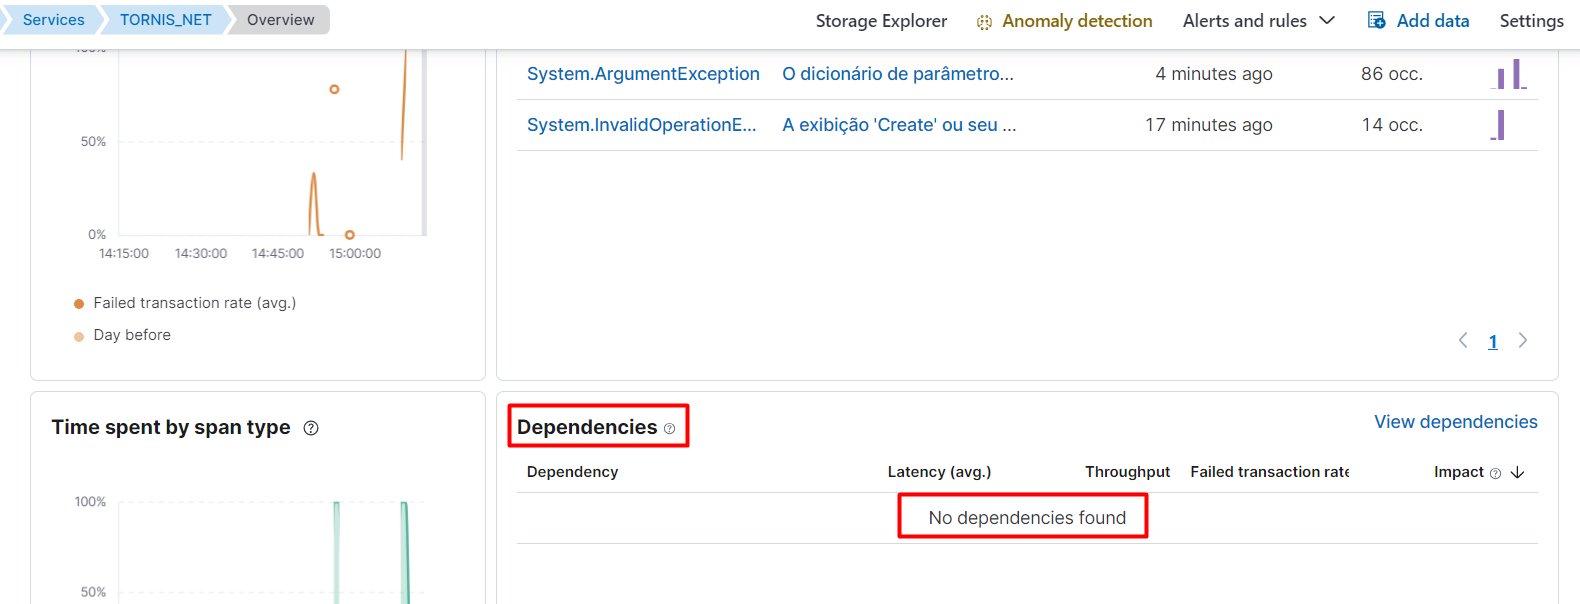 Services TORNIS_NET Overview Storage Explorer Anomaly detection Alerts and rules Add data Settings
System.ArgumentException O dicionário de parâmetro... 4 minutes ago 86 occ.
System.InvalidOperationE... A exibição 'Create' ou seu ... 17 minutes ago 14 occ.
100%
50%
0%
14:15:00 14:30:00 14:45:00 15:00:00
Failed transaction rate (avg.)
Day before
1
Time spent by span type
100%
50%
Dependencies View dependencies
Dependency Latency (avg.) Throughput Failed transaction rate Impact
No dependencies found